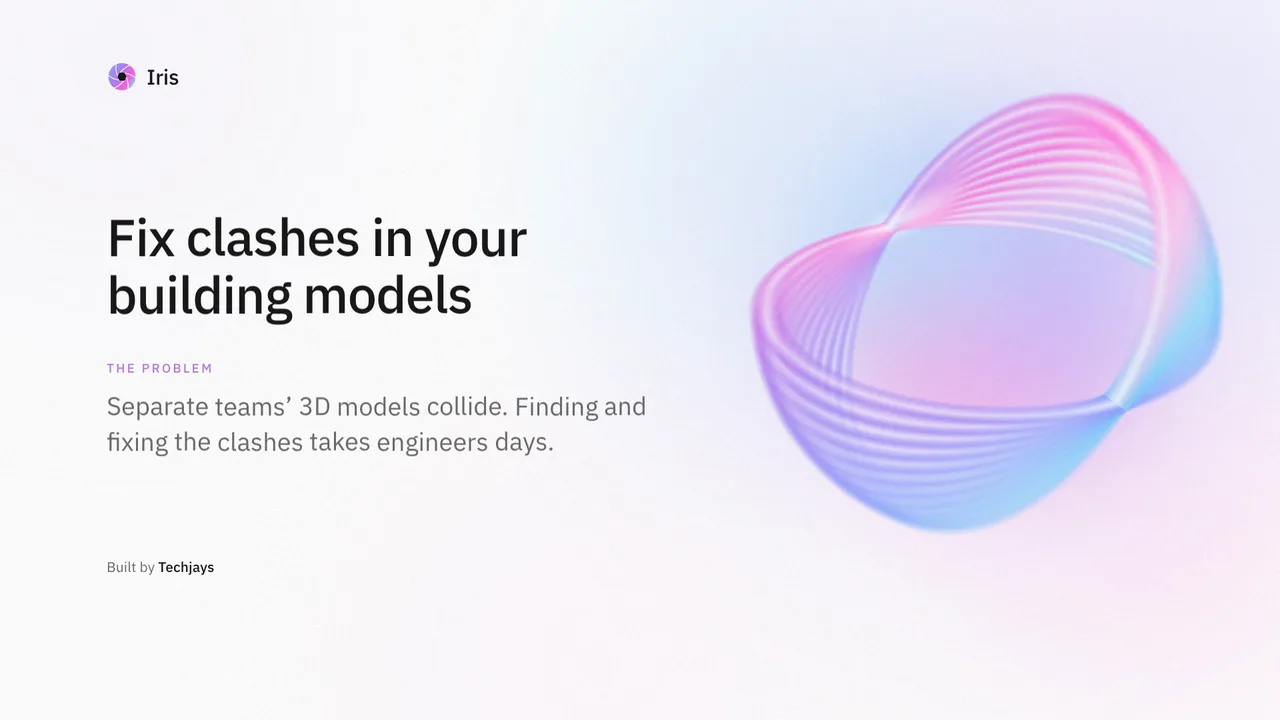 Iris
Fix clashes in your
building models
THE PROBLEM
Separate teams’ 3D models collide. Finding and
fixing the clashes takes engineers days.
Built by Techjays